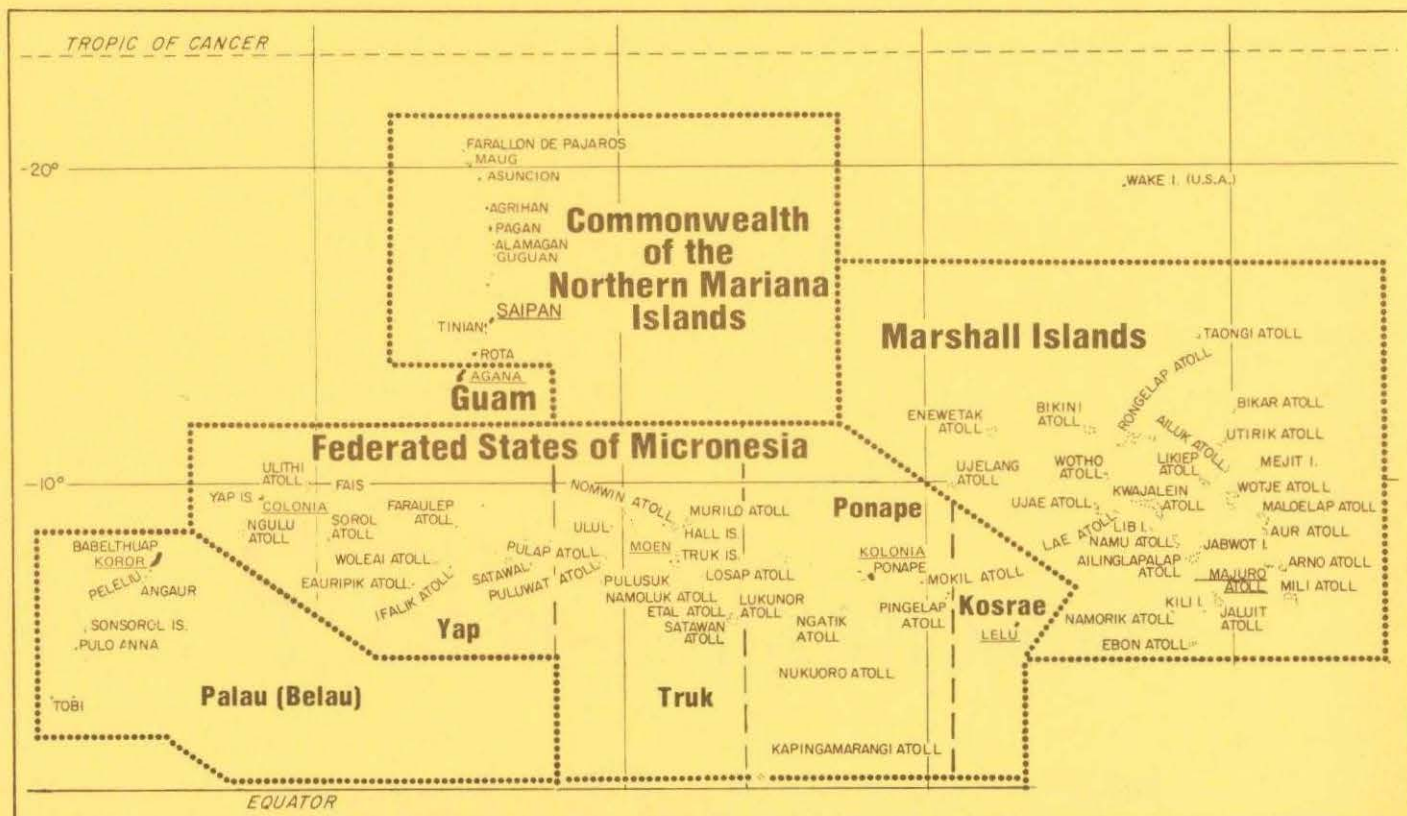 TROPIC OF CANCER
FARALLON DE PAJAROS
MAUG
-20°
ASUNCION
WAKE I. (U.S.A.)
AGRIHAN
PAGAN
ALAMAGAN
GUGUAN
Commonwealth
of the
Northern Mariana
Islands
SAIPAN
TINIAN
ROTA
AGANA
Guam
Marshall Islands
TAONGI ATOLL
RONGELAP ATOLL
BIKAR ATOLL
ENEWETAK
ATOLL
BIKINI
ATOLL
AILUK ATOLL
UTIRIK ATOLL
Federated States of Micronesia
ULITHI
ATOLL
FAIS
-10°
YAP IS.
COLONIA
NGULU
ATOLL
SOROL
ATOLL
FARAULEP
ATOLL
WOLEAI ATOLL
EAURIPIK ATOLL
IFALIK ATOLL
Yap
NOMWIN ATOLL
MURILO ATOLL
ULUL
HALL IS.
MOEN
TRUK IS.
PULAP ATOLL
SATAWAL
PULUWAT ATOLL
PULUSUK
LOSAP ATOLL
NAMOLUK ATOLL
ETAL ATOLL
LUKUNOR
ATOLL
SATAWAN
ATOLL
Truk
Ponape
KOLONIA
PONAPE
MOKIL ATOLL
PINGELAP
ATOLL
NGATIK
ATOLL
NUKUORO ATOLL
KAPINGAMARANGI ATOLL
Kosrae
LELU
UJELANG
ATOLL
WOTHO
ATOLL
LIKIEP
ATOLL
MEJIT I.
UJAE ATOLL
KWAJALEIN
ATOLL
WOTJE ATOLL
MALOELAP ATOLL
LAE ATOLL
LIB I.
NAMU ATOLL
JABWOT I.
AUR ATOLL
AILINGLAPALAP
ATOLL
ARNO ATOLL
MAJURO
ATOLL
MILI ATOLL
KILI I.
NAMORIK ATOLL
JALUIT
ATOLL
EBON ATOLL
BABELTHUAP
KOROR
PELELIU
ANGAUR
SONSOROL IS.
PULO ANNA
TOBI
Palau (Belau)
EQUATOR